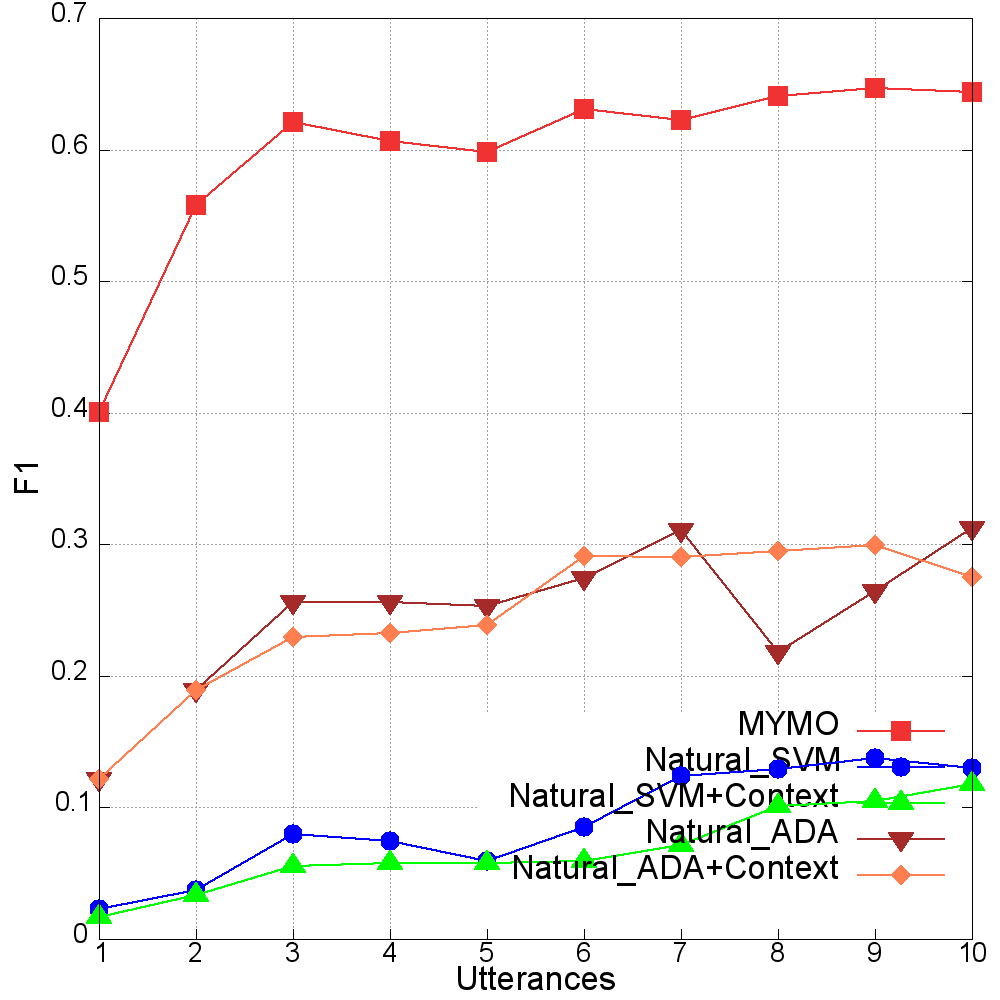 0.7
0.6
0.5
0.4
0.3
0.2
0.1
0
F1
MYMO
Natural_SVM
Natural_SVM+Context
Natural_ADA
Natural_ADA+Context
1 2 3 4 5 6 7 8 9 10
Utterances